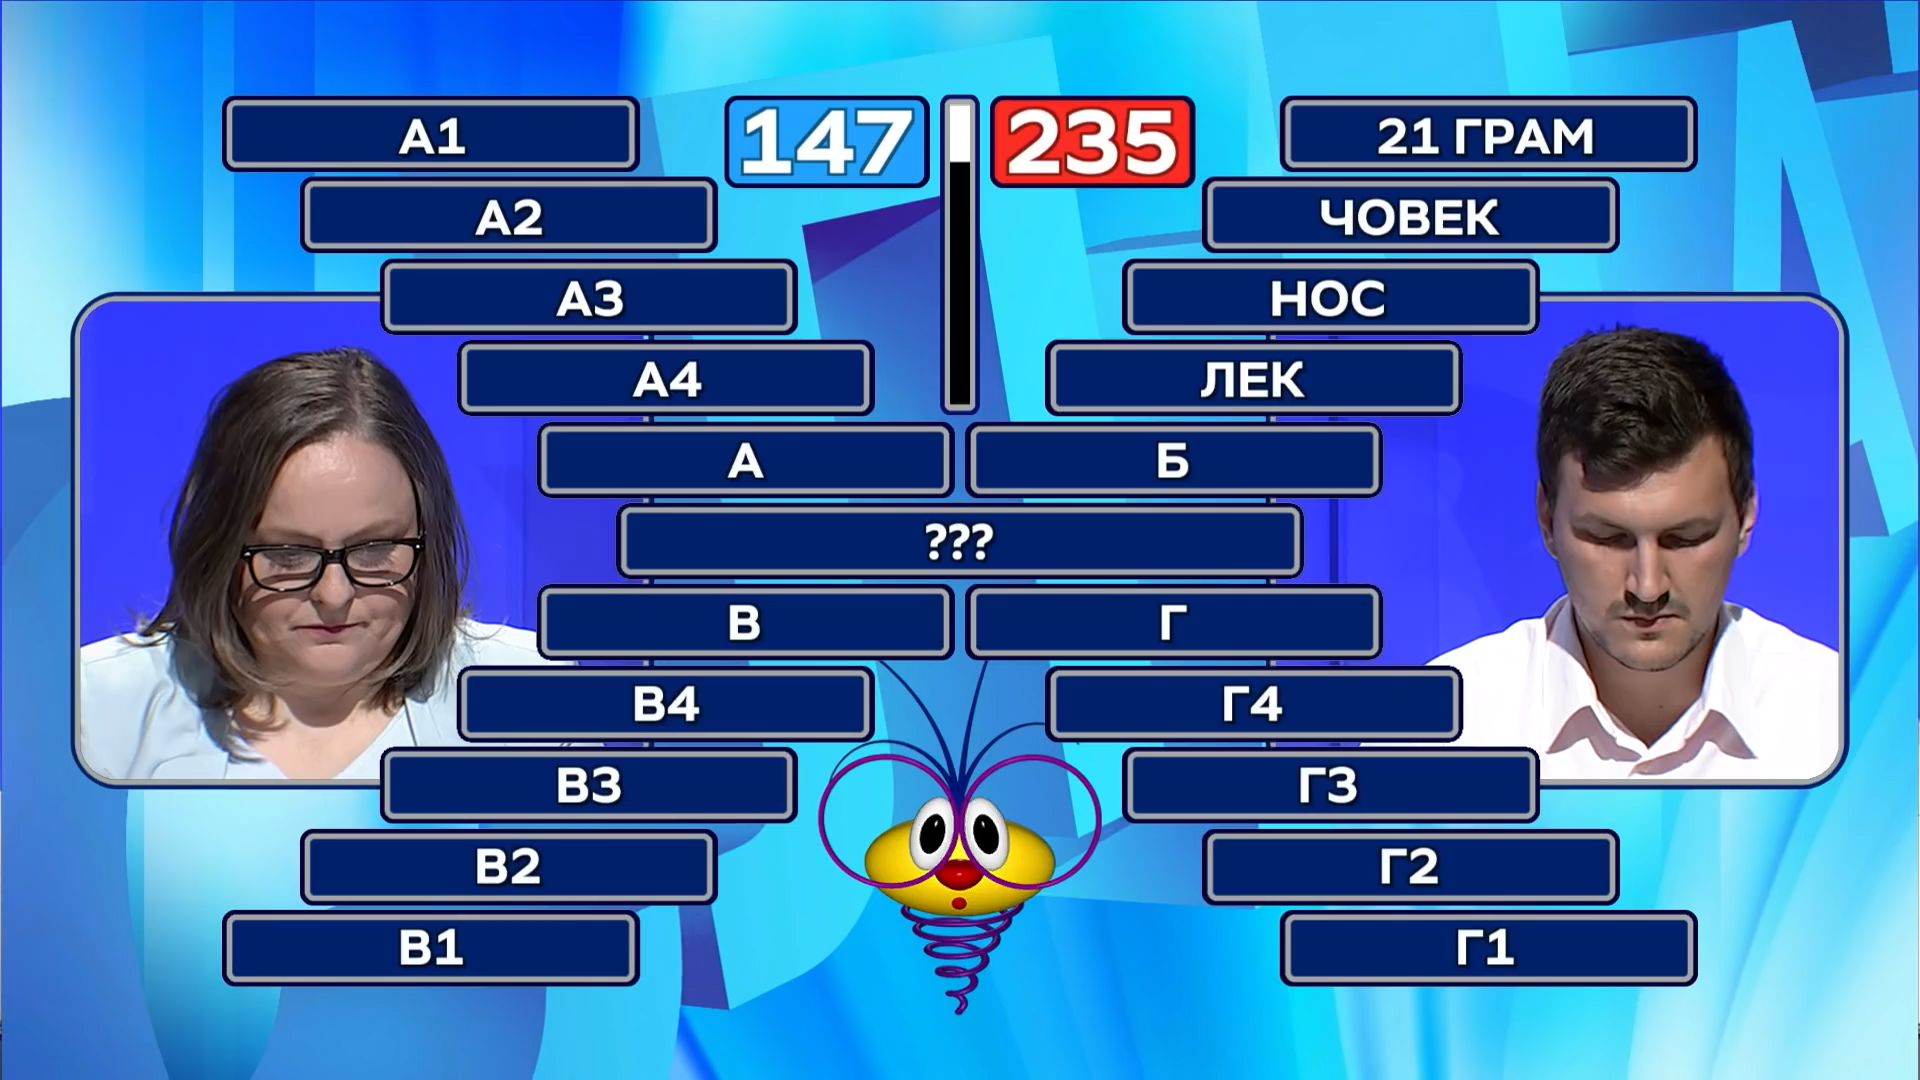 А1
147
235
21 ГРАМ
А2
ЧОВЕК
А3
НОС
А4
ЛЕК
А
Б
???
В
Г
В4
Г4
В3
Г3
В2
Г2
В1
Г1